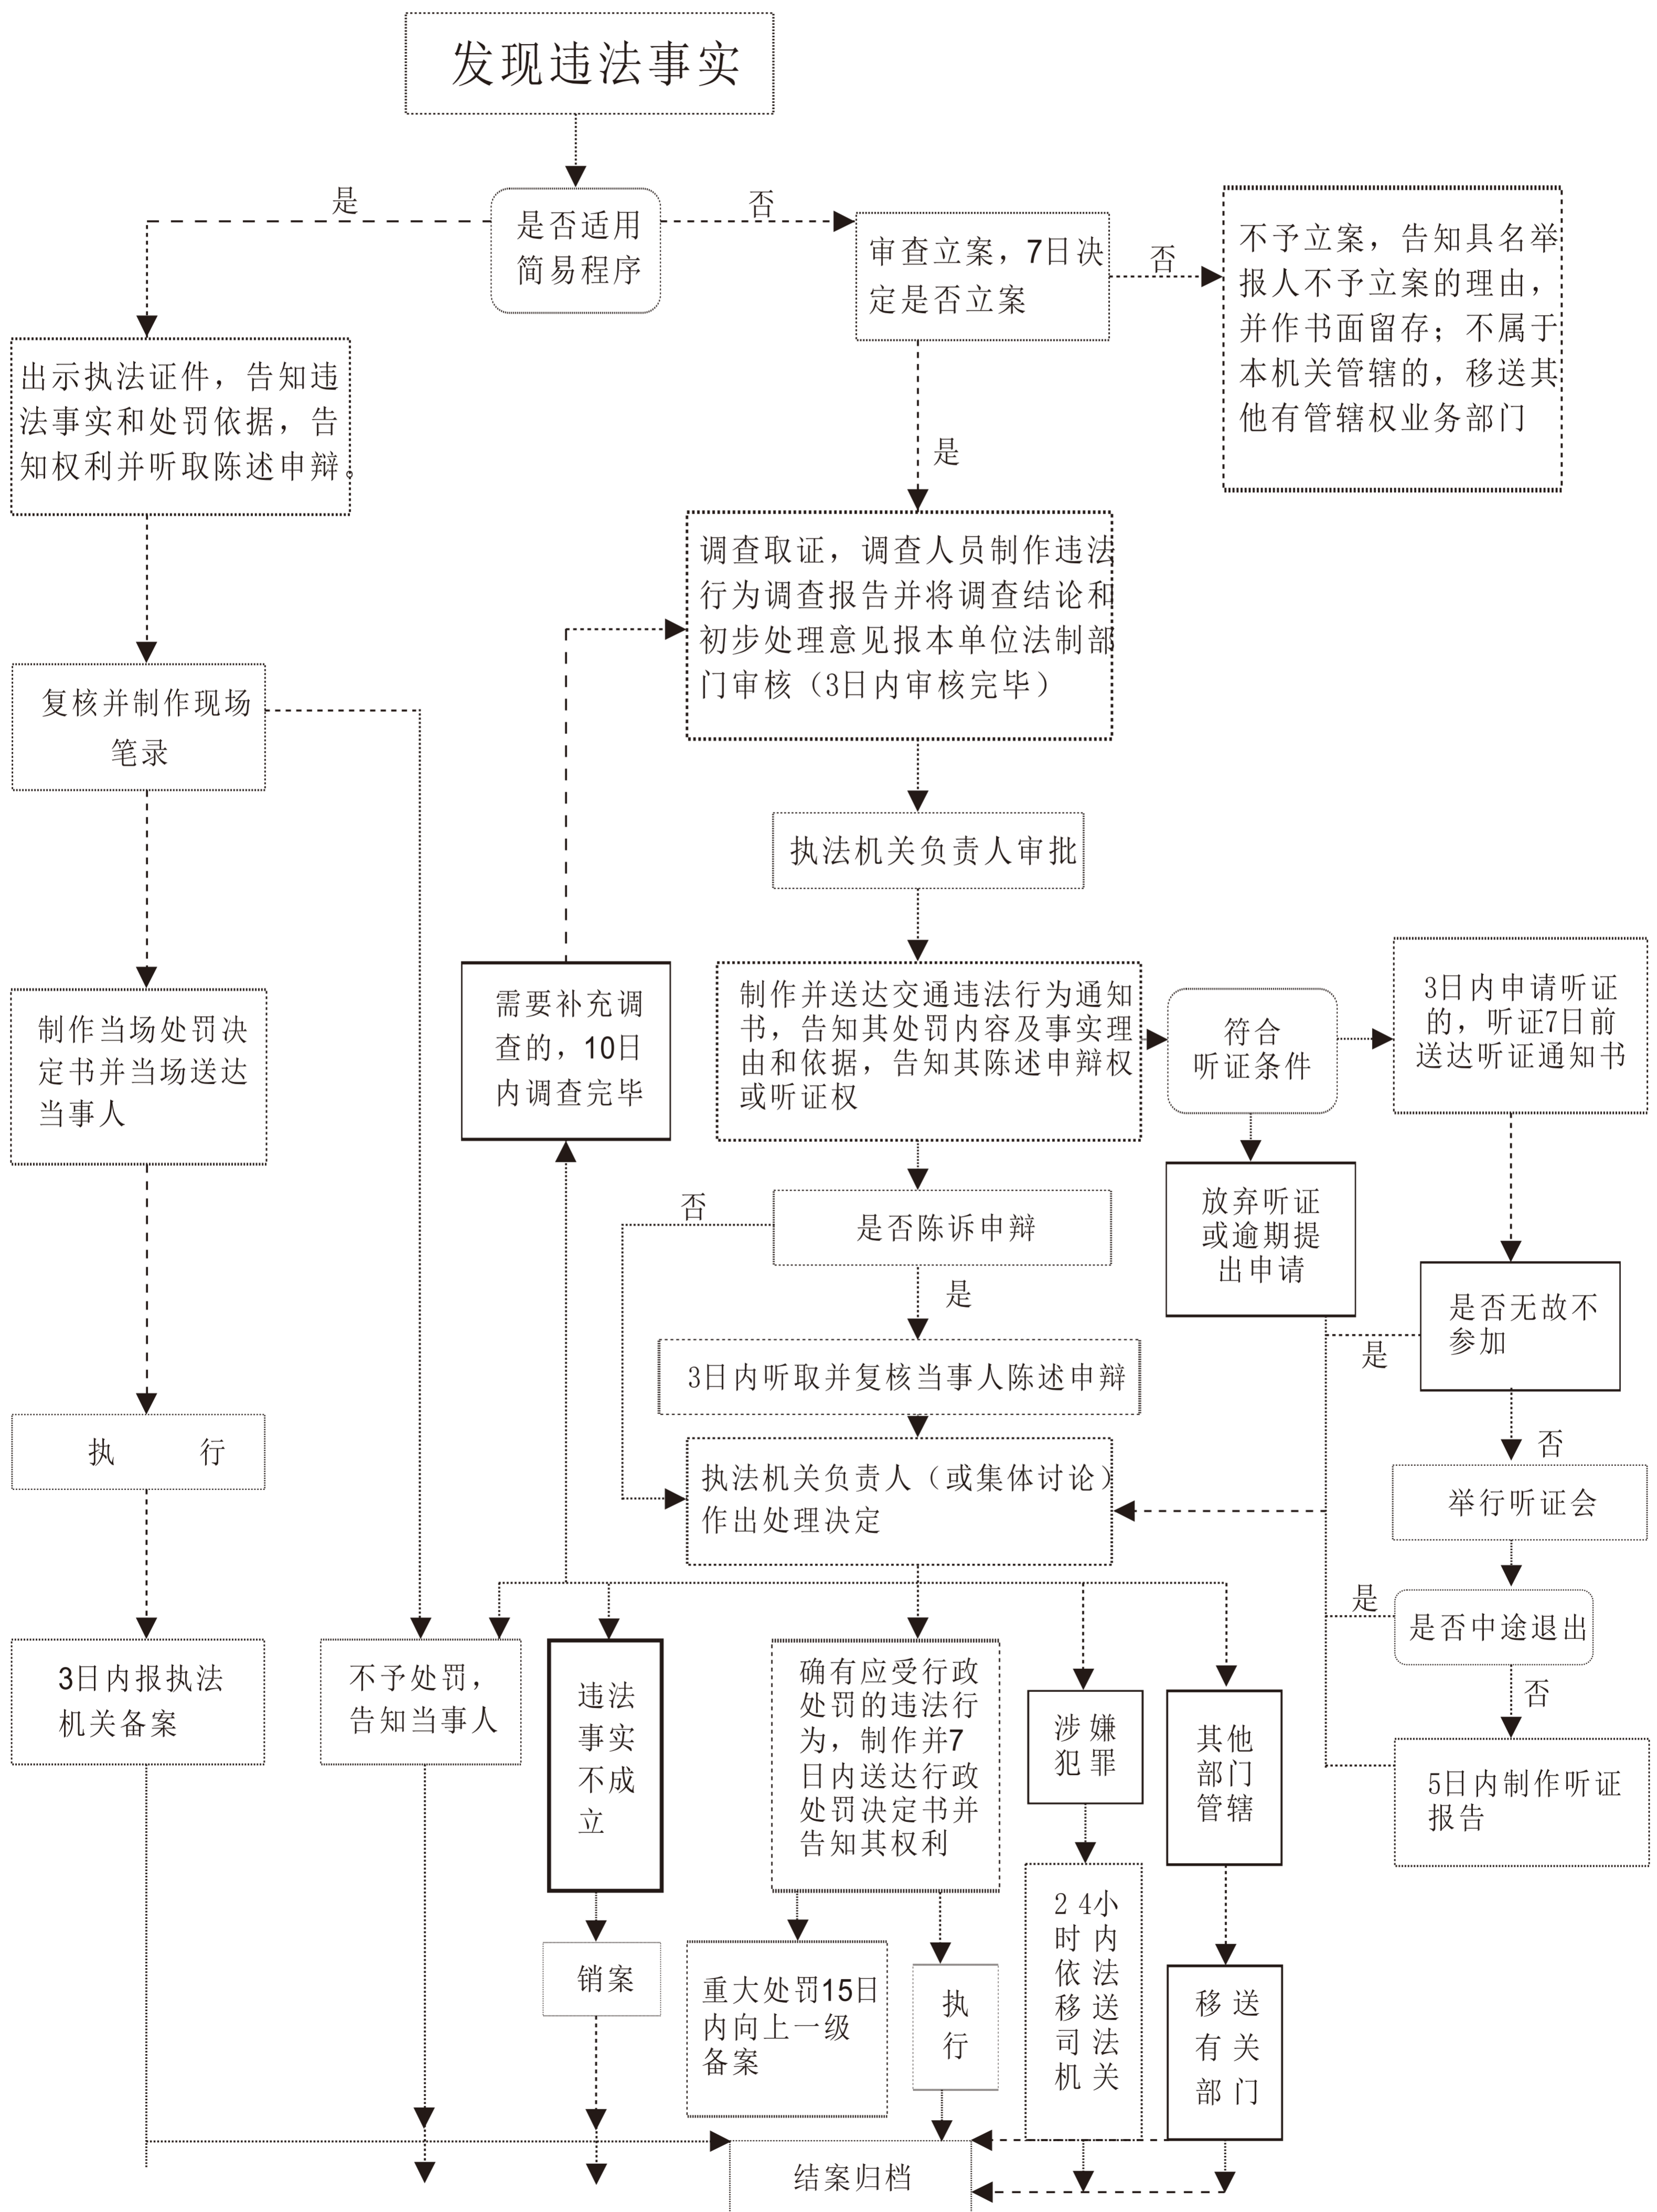 发现违法事实
是
否
是否适用
简易程序
审查立案，7日决
定是否立案
否
不予立案，告知具名举
报人不予立案的理由，
并作书面留存；不属于
本机关管辖的，移送其
他有管辖权业务部门
出示执法证件，告知违
法事实和处罚依据，告
知权利并听取陈述申辩。
是
调查取证，调查人员制作违法
行为调查报告并将调查结论和
初步处理意见报本单位法制部
门审核（3日内审核完毕）
复核并制作现场
笔录
执法机关负责人审批
制作当场处罚决
定书并当场送达
当事人
需要补充调
查的，10日
内调查完毕
制作并送达交通违法行为通知
书，告知其处罚内容及事实理
由和依据，告知其陈述申辩权
或听证权
符合
听证条件
3日内申请听证
的，听证7日前
送达听证通知书
否
是否陈诉申辩
放弃听证
或逾期提
出申请
是
是否无故不
参加
是
3日内听取并复核当事人陈述申辩
执行
执法机关负责人（或集体讨论）
作出处理决定
否
举行听证会
是
是否中途退出
否
3日内报执法
机关备案
不予处罚，
告知当事人
违法
事实
不成
立
确有应受行政
处罚的违法行
为，制作并7
日内送达行政
处罚决定书并
告知其权利
涉嫌
犯罪
其他
部门
管辖
5日内制作听证
报告
销案
重大处罚15日
内向上一级
备案
执
行
2 4小
时内
依法
移送
司法
机关
移送
有关
部门
结案归档